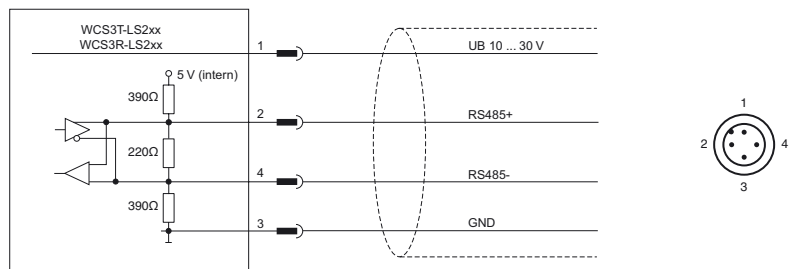 WCS3T-LS2xx
WCS3R-LS2xx
1
UB 10 ... 30 V
5 V (intern)
390Ω
2
RS485+
220Ω
4
RS485-
390Ω
3
GND
1
2
4
3